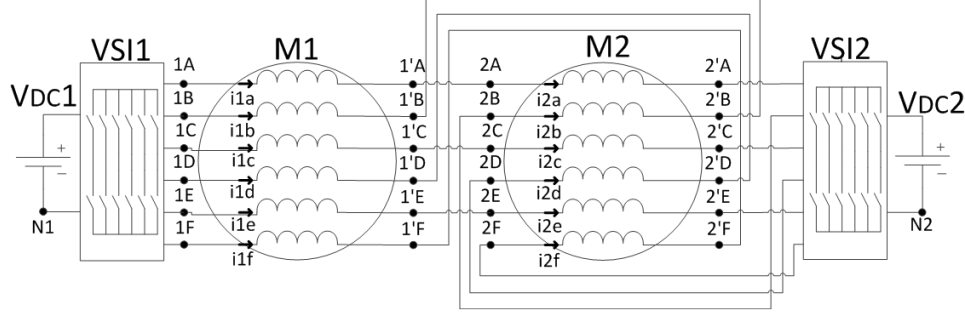 VSI1
M1
M2
VSI2
VDC1
+
−
N1
1A
1B
1C
1D
1E
1F
i1a
i1b
i1c
i1d
i1e
i1f
1'A
1'B
1'C
1'D
1'E
1'F
2A
2B
2C
2D
2E
2F
i2a
i2b
i2c
i2d
i2e
i2f
2'A
2'B
2'C
2'D
2'E
2'F
VDC2
+
−
N2